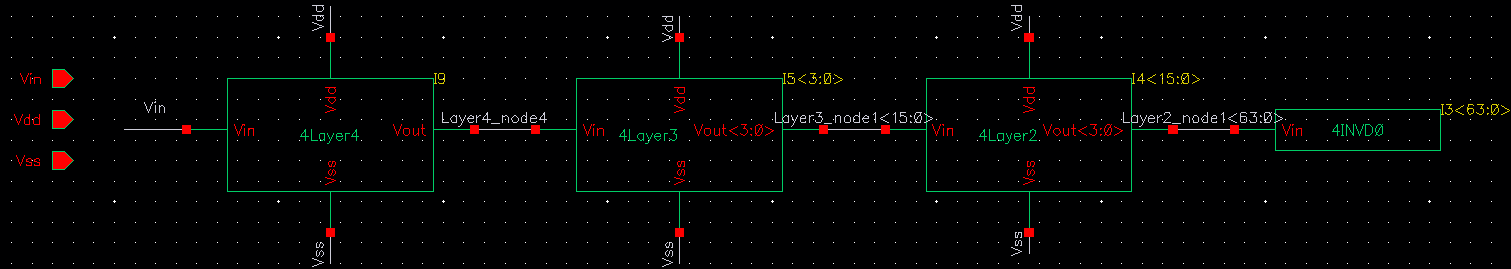 Vin
Vdd
Vss
Vin
Vdd
I9
Vdd
Vin
4Layer4
Vout
Vss
Vss
Layer4_node4
Vdd
I5<3:0>
Vdd
Vin
4Layer3
Vout<3:0>
Vss
Vss
Layer3_node1<15:0>
Vdd
I4<15:0>
Vdd
Vin
4Layer2
Vout<3:0>
Vss
Vss
Layer2_node1<63:0>
I3<63:0>
Vin
4INVD0